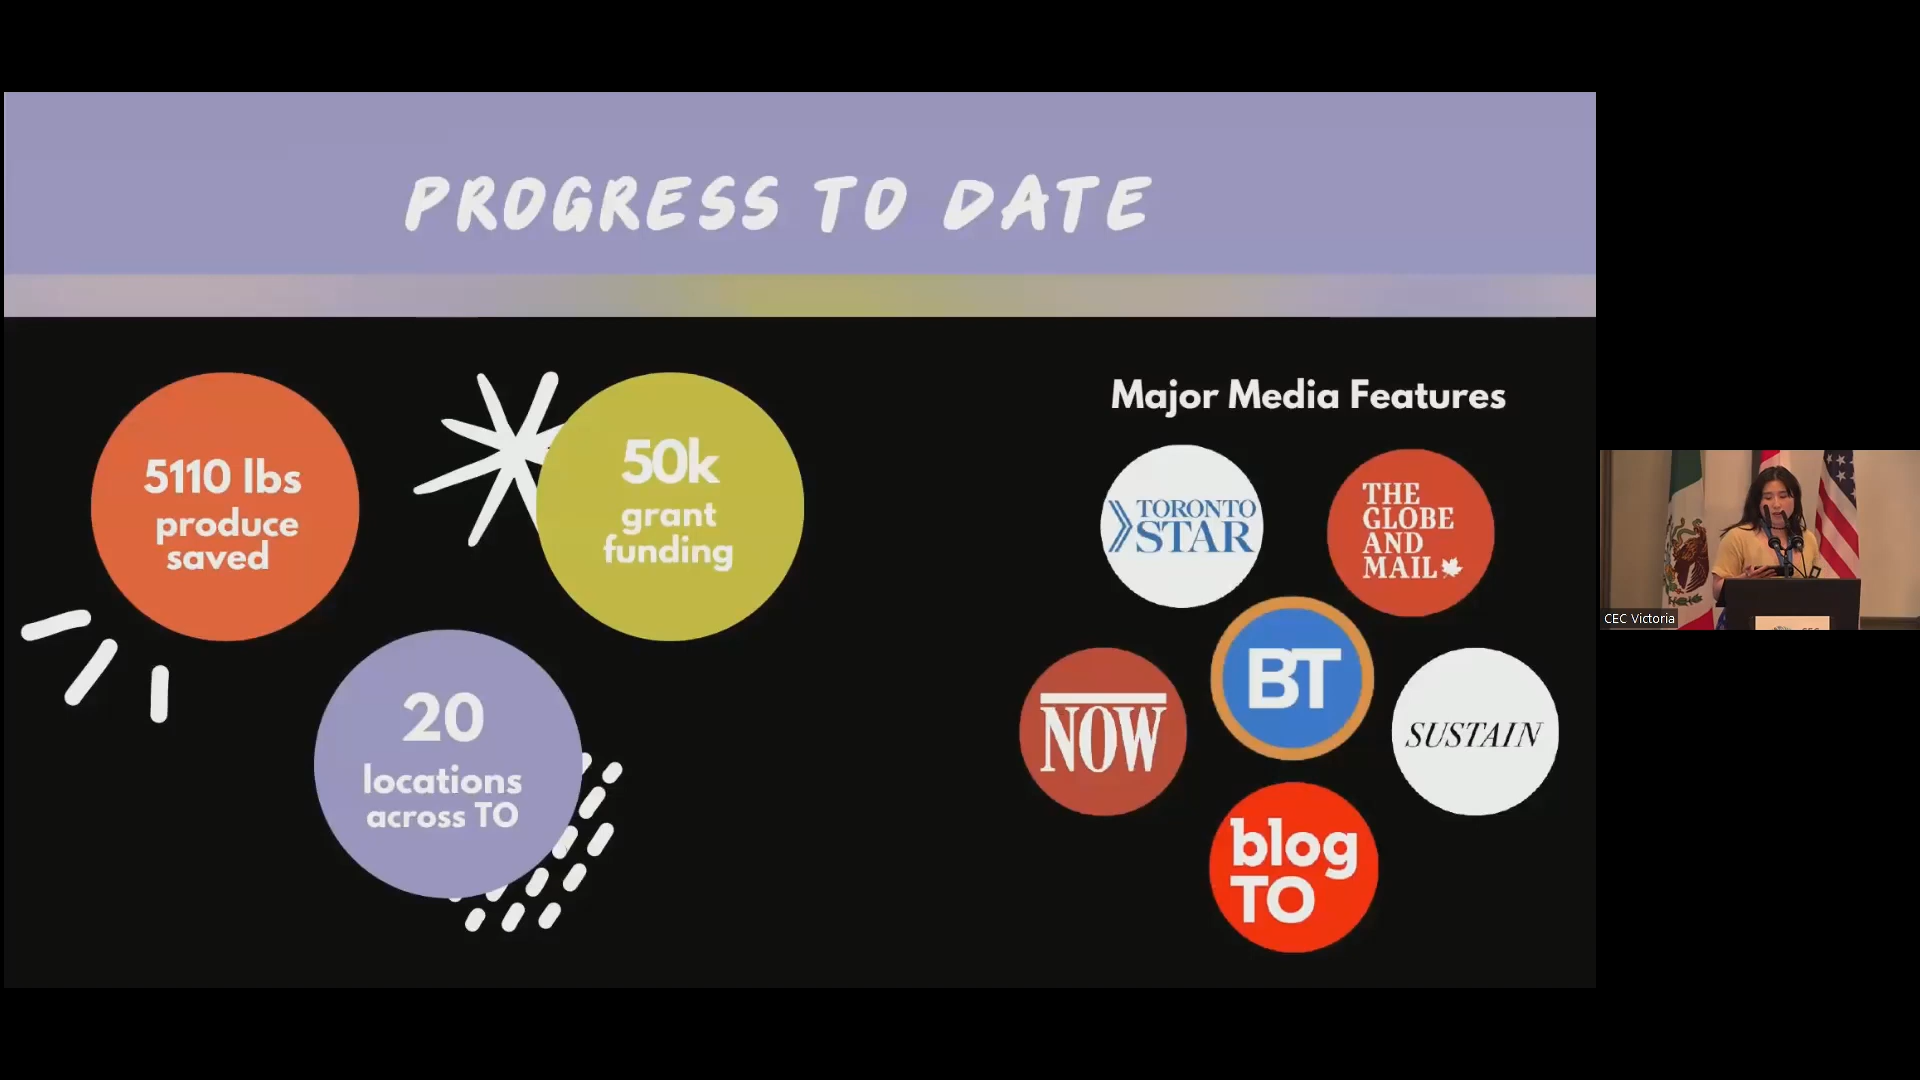 PROGRESS TO DATE
5110 lbs
produce
saved
50k
grant
funding
20
locations
across TO
Major Media Features
TORONTO
STAR
THE
GLOBE
AND
MAIL
NOW
BT
SUSTAIN
blog
TO
CEC Victoria